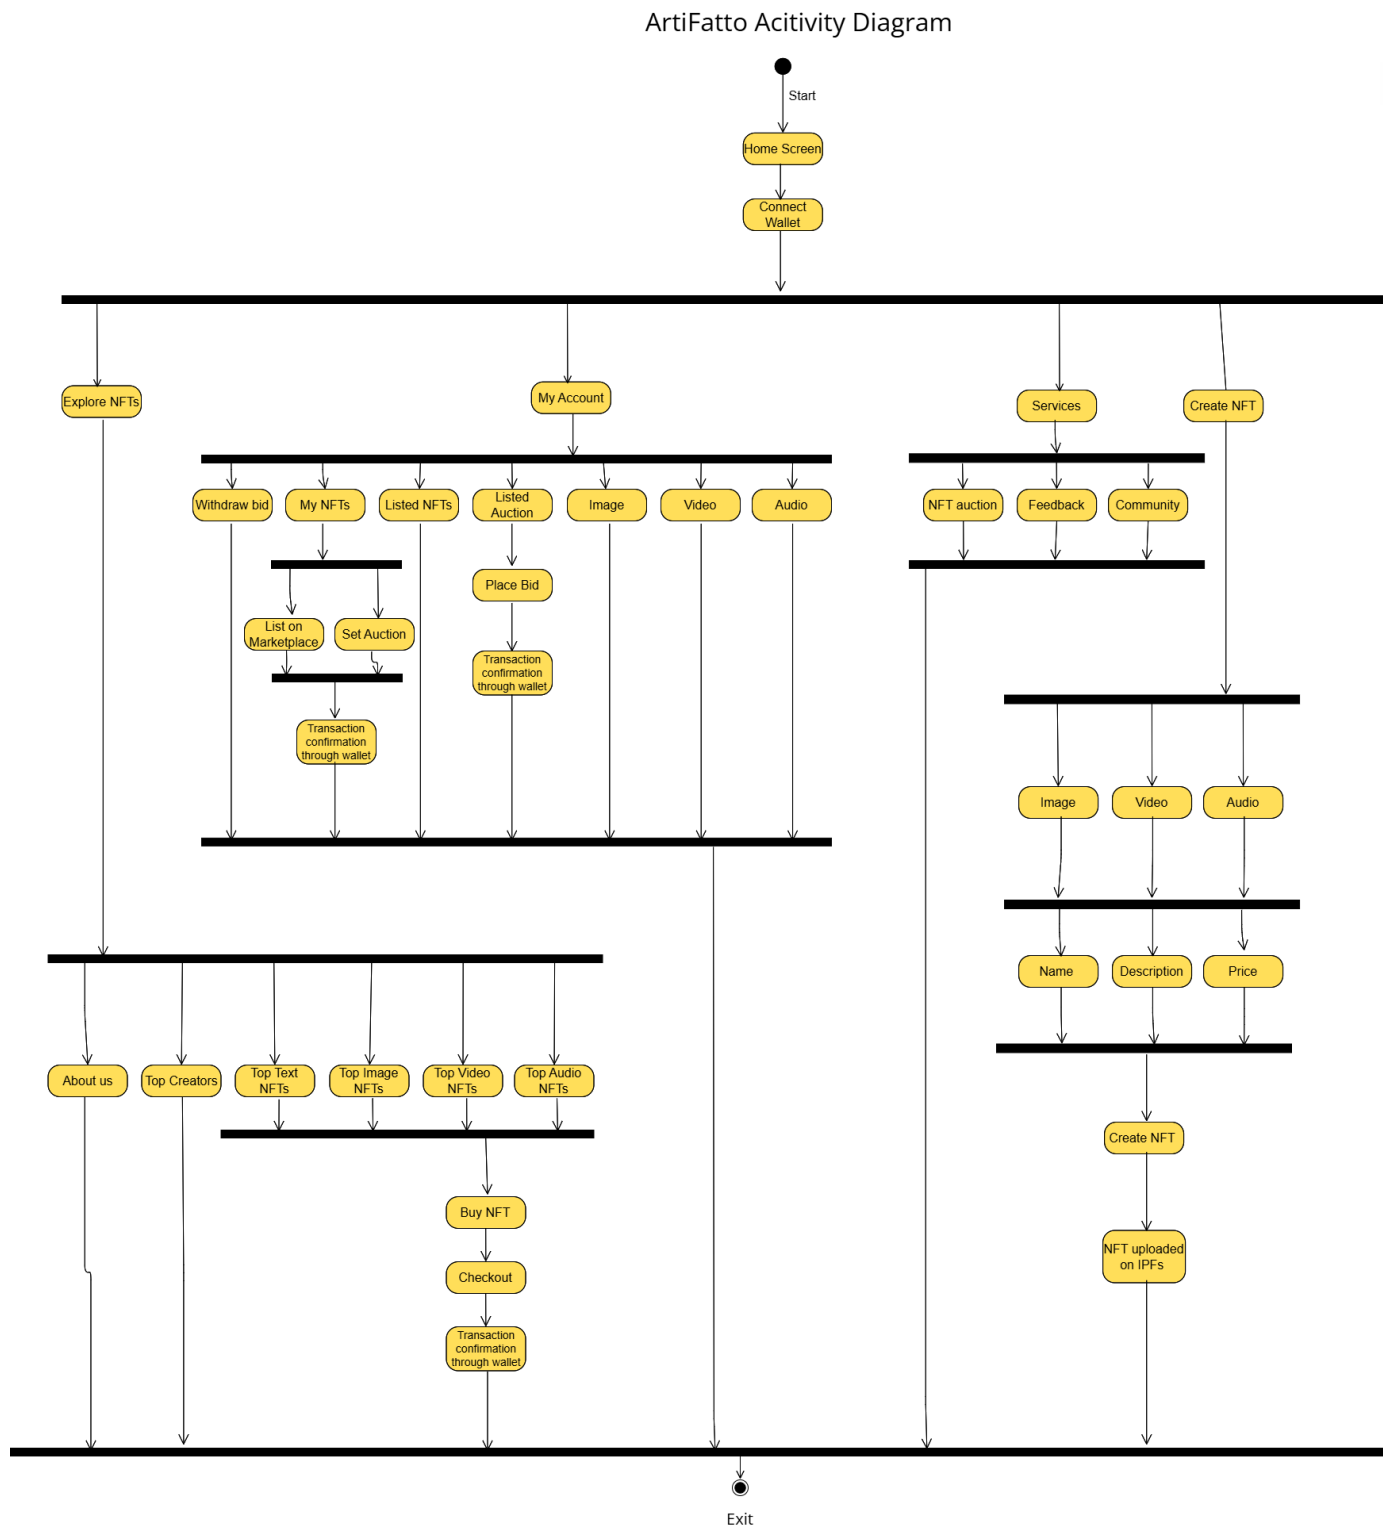 ArtiFatto Acitivity Diagram
Start
Home Screen
Connect
Wallet
Explore NFTs
My Account
Services
Create NFT
Withdraw bid
My NFTs
Listed NFTs
Listed
Auction
Image
Video
Audio
NFT auction
Feedback
Community
Place Bid
List on
Marketplace
Set Auction
Transaction
confirmation
through wallet
Transaction
confirmation
through wallet
Image
Video
Audio
Name
Description
Price
About us
Top Creators
Top Text
NFTs
Top Image
NFTs
Top Video
NFTs
Top Audio
NFTs
Create NFT
Buy NFT
NFT uploaded
on IPFs
Checkout
Transaction
confirmation
through wallet
Exit